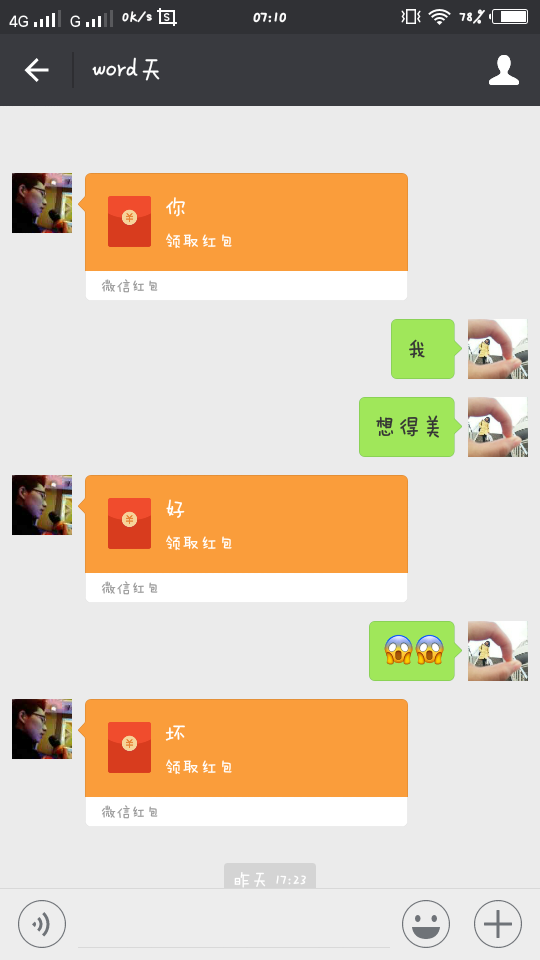 4G G 0k/s 07:10 78%
word天
你
领取红包
微信红包
我
想得美
好
领取红包
微信红包
坏
领取红包
微信红包
昨天 17:23